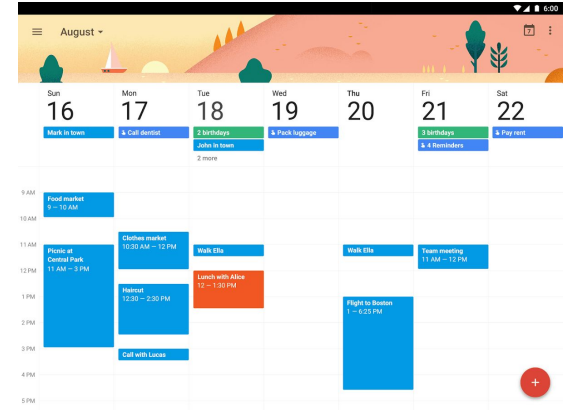 6:00
August
7
Sun
16
Mon
17
Tue
18
Wed
19
Thu
20
Fri
21
Sat
22
Mark in town
Call dentist
2 birthdays
Pack luggage
3 birthdays
Pay rent
John in town
4 Reminders
2 more
9 AM
Food market
9 – 10 AM
10 AM
Clothes market
10:30 AM – 12 PM
11 AM
Picnic at
Central Park
11 AM – 3 PM
Walk Ella
Walk Ella
Team meeting
11 AM – 12 PM
12 PM
Lunch with Alice
12 – 1:30 PM
Haircut
12:30 – 2:30 PM
1 PM
Flight to Boston
1 – 6:25 PM
2 PM
3 PM
Call with Lucas
4 PM
5 PM